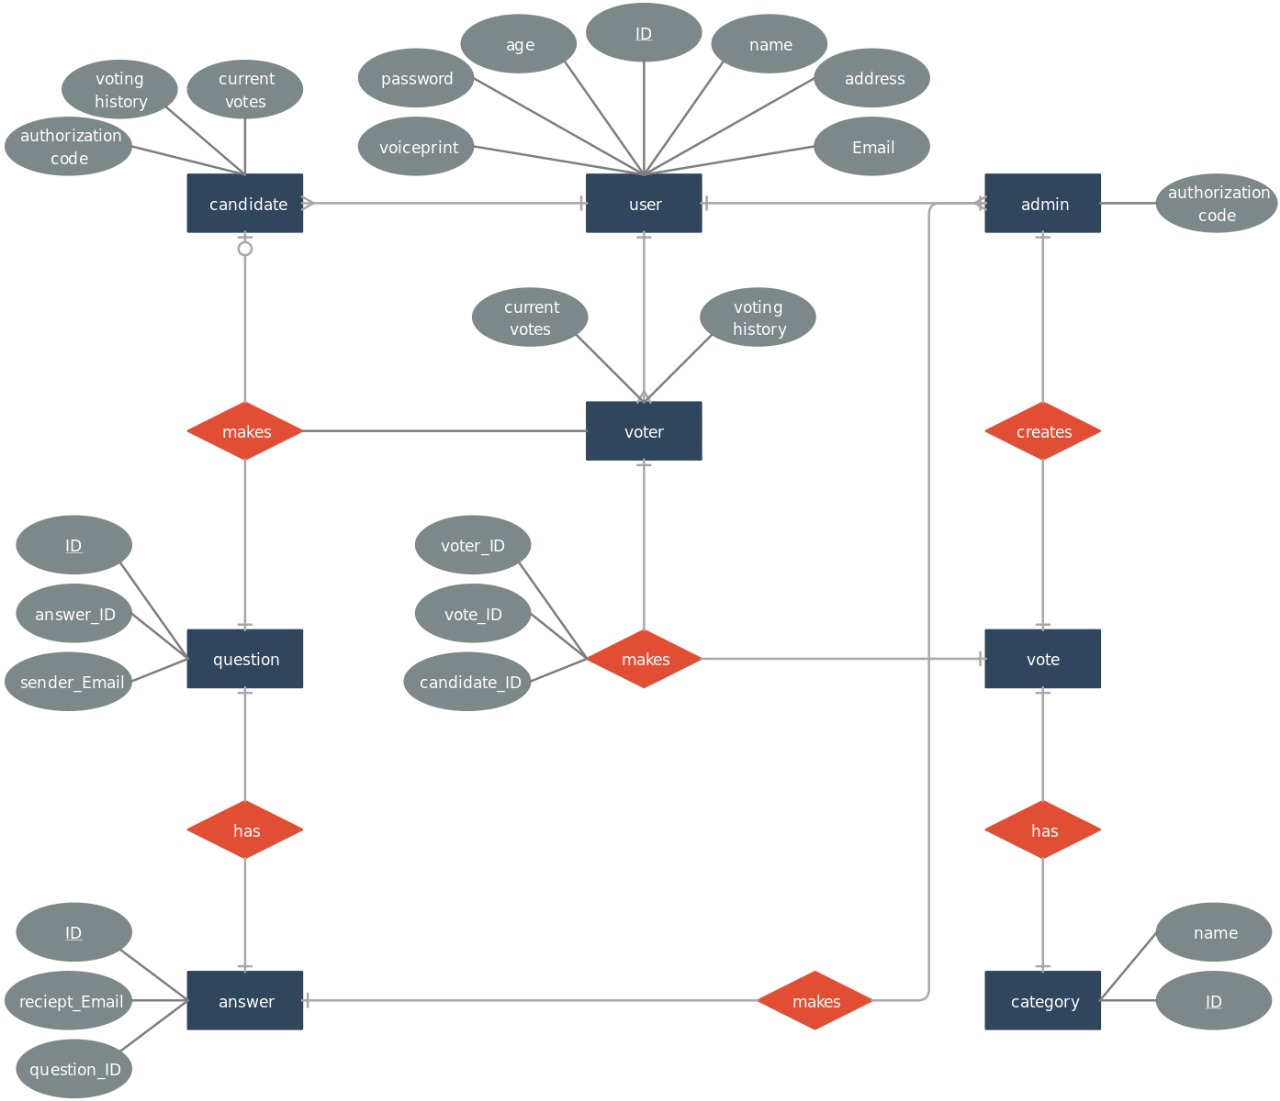 ID
age
name
voting
history
current
votes
password
address
authorization
code
voiceprint
Email
candidate
user
admin
authorization
code
current
votes
voting
history
makes
voter
creates
ID
voter_ID
answer_ID
vote_ID
question
makes
vote
sender_Email
candidate_ID
has
has
ID
name
reciept_Email
answer
makes
category
ID
question_ID